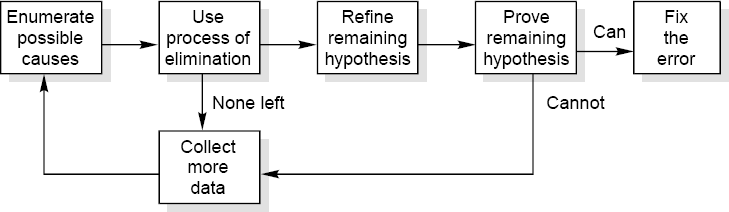 Enumerate
possible
causes
Use
process of
elimination
Refine
remaining
hypothesis
Prove
remaining
hypothesis
Can
Fix
the
error
None left
Cannot
Collect
more
data